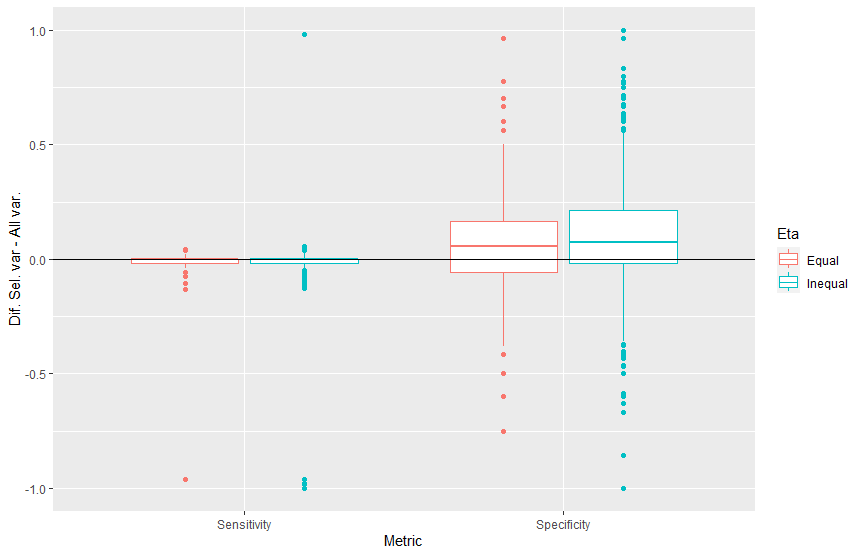 Dif. Sel. var - All var.
1.0
0.5
0.0
-0.5
-1.0
Sensitivity
Specificity
Metric
Eta
Equal
Inequal